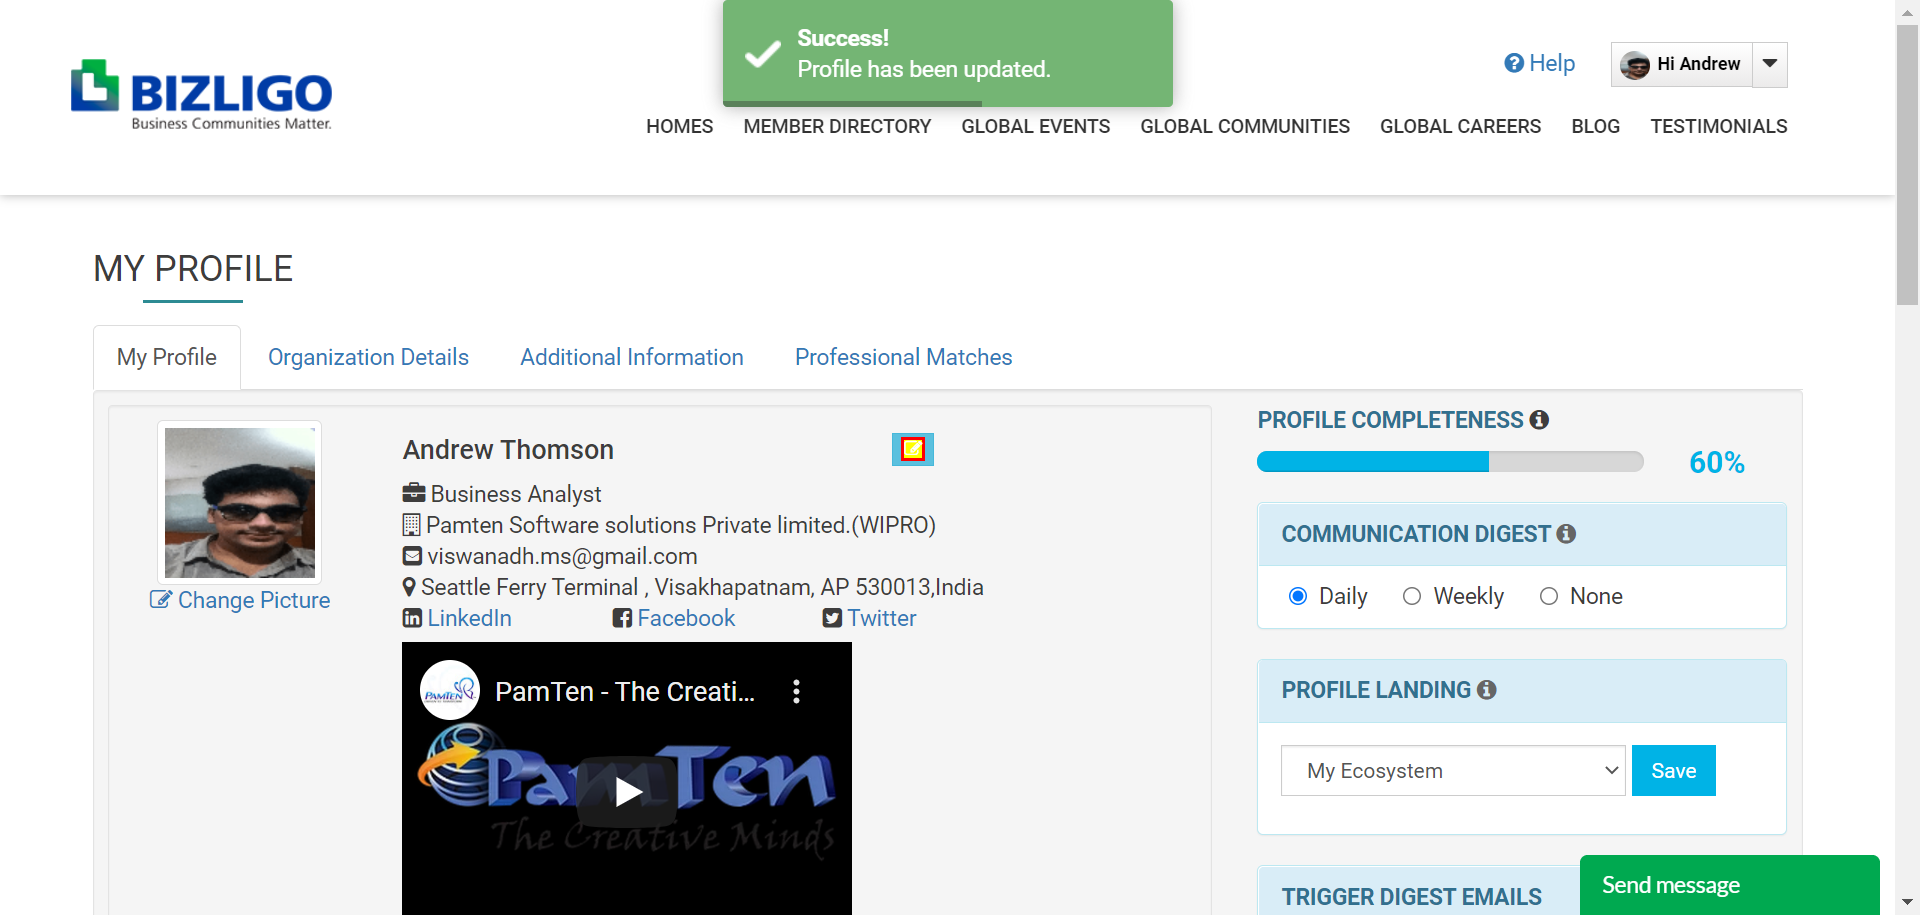 Success!
Profile has been updated.
BIZLIGO
Business Communities Matter.
Help
Hi Andrew
HOMES
MEMBER DIRECTORY
GLOBAL EVENTS
GLOBAL COMMUNITIES
GLOBAL CAREERS
BLOG
TESTIMONIALS
MY PROFILE
My Profile
Organization Details
Additional Information
Professional Matches
Andrew Thomson
Business Analyst
Pamten Software solutions Private limited.(WIPRO)
viswanadh.ms@gmail.com
Seattle Ferry Terminal , Visakhapatnam, AP 530013,India
LinkedIn
Facebook
Twitter
Change Picture
PAMTEN
PamTen - The Creati...
PamTen
The Creative Minds
PROFILE COMPLETENESS
60%
COMMUNICATION DIGEST
Daily
Weekly
None
PROFILE LANDING
My Ecosystem
Save
TRIGGER DIGEST EMAILS
Send message